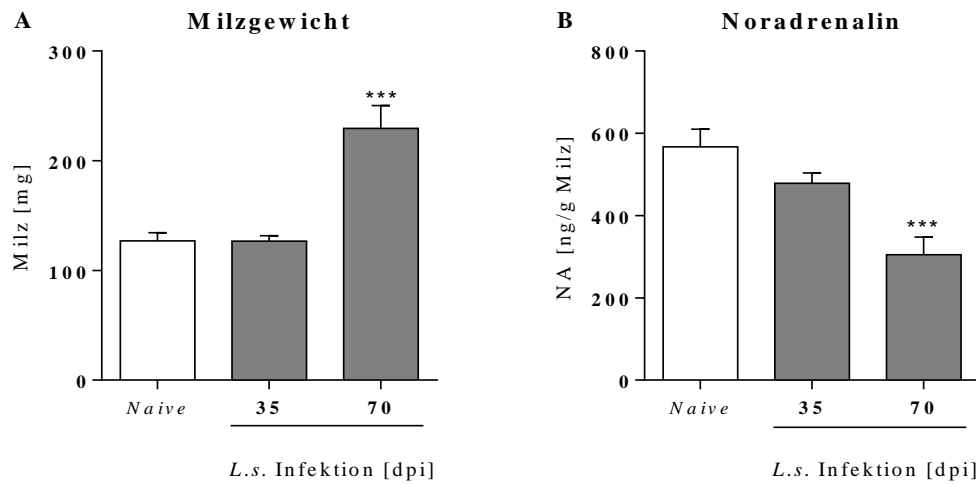 A
Milzgewicht
300
200
100
0
Milz [mg]
***
Naive
35
70
L.s. Infektion [dpi]
B
Noradrenalin
800
600
400
200
0
NA [ng/g Milz]
***
Naive
35
70
L.s. Infektion [dpi]